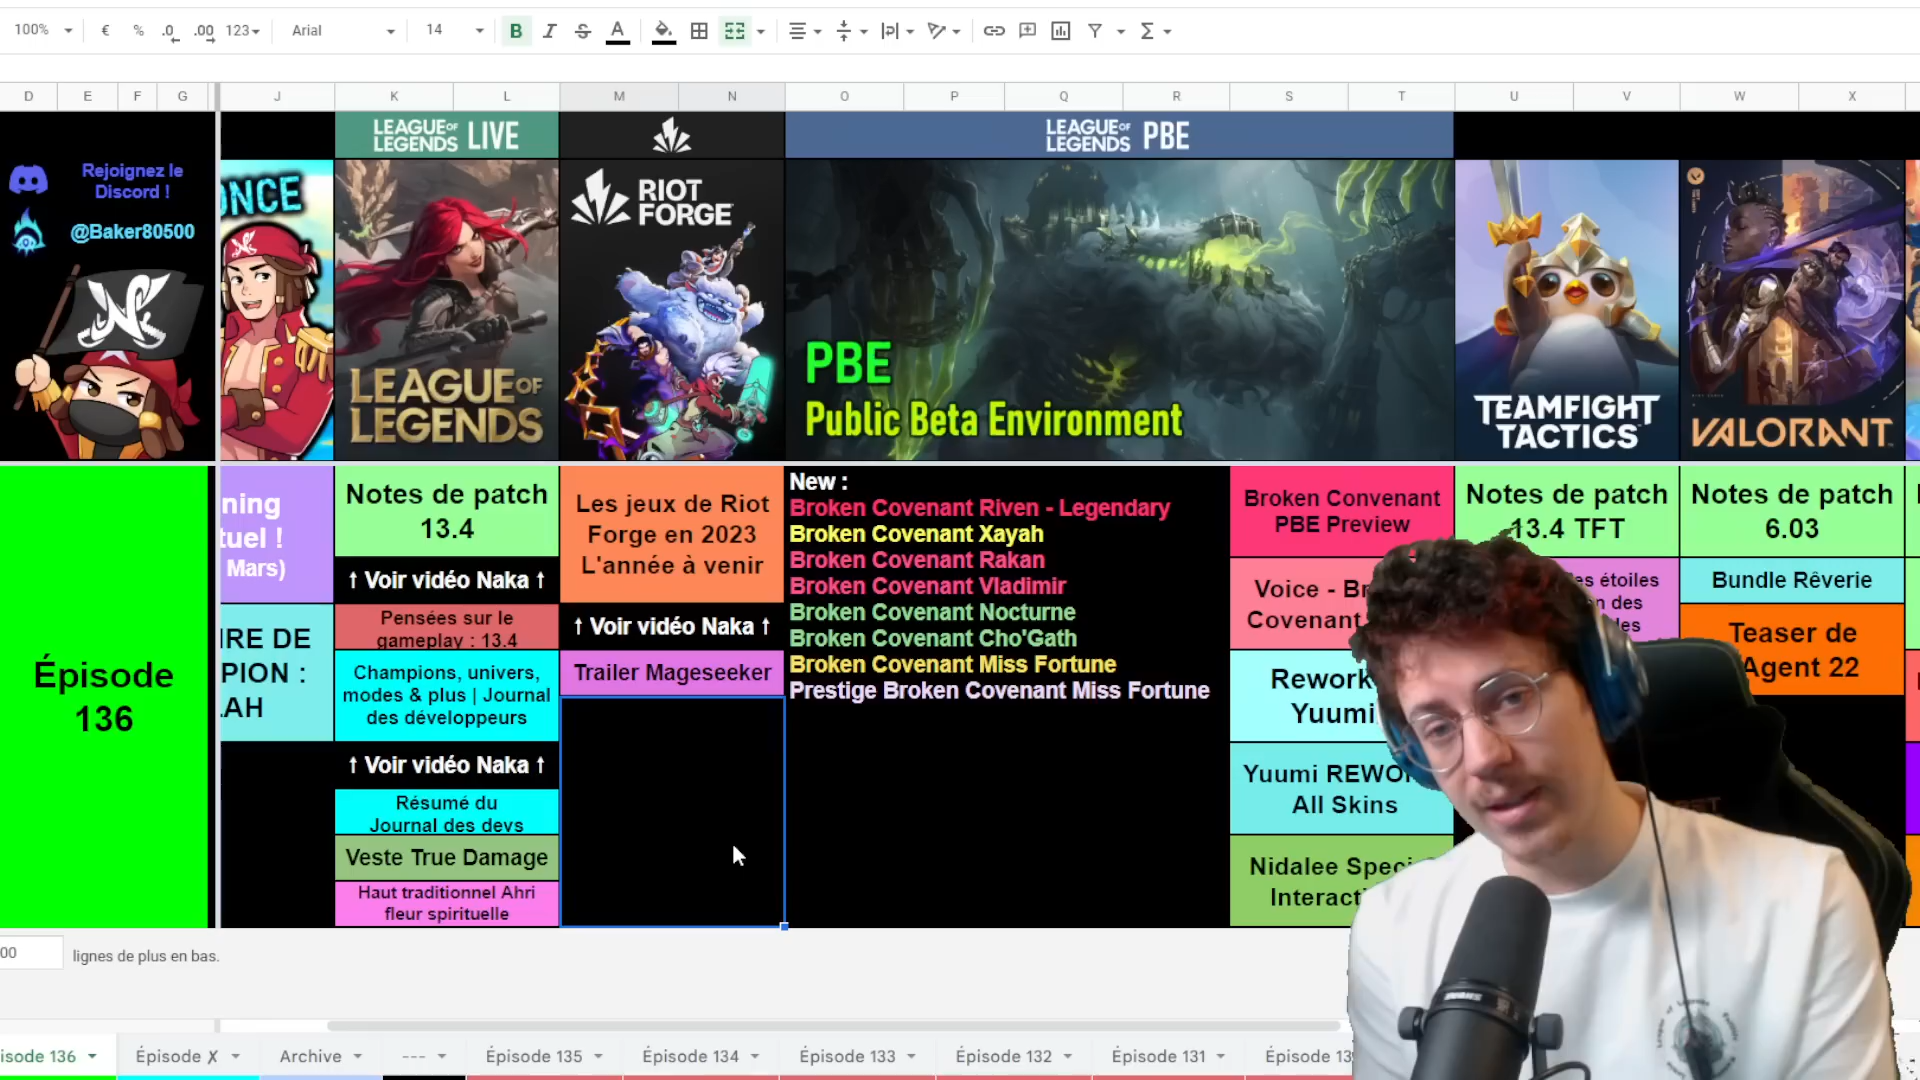 100%
€
%
.0
.00
123
Arial
14
B
I
S
A
D
E
F
G
J
K
L
M
N
O
P
Q
R
S
T
U
V
W
X
Rejoignez le
Discord !
@Baker80500
ONCE
LEAGUE OF
LEGENDS LIVE
LEAGUE OF
LEGENDS
RIOT
FORGE
LEAGUE OF
LEGENDS PBE
PBE
Public Beta Environment
TEAMFIGHT
TACTICS
VALORANT
Épisode
136
ning
tuel !
Mars)
IRE DE
PION :
AH
Notes de patch
13.4
↑ Voir vidéo Naka ↑
Pensées sur le
gameplay : 13.4
Champions, univers,
modes & plus | Journal
des développeurs
↑ Voir vidéo Naka ↑
Résumé du
Journal des devs
Veste True Damage
Haut traditionnel Ahri
fleur spirituelle
Les jeux de Riot
Forge en 2023
L'année à venir
↑ Voir vidéo Naka ↑
Trailer Mageseeker
New :
Broken Covenant Riven - Legendary
Broken Covenant Xayah
Broken Covenant Rakan
Broken Covenant Vladimir
Broken Covenant Nocturne
Broken Covenant Cho'Gath
Broken Covenant Miss Fortune
Prestige Broken Covenant Miss Fortune
Broken Convenant
PBE Preview
Voice - Br
Covenant
Rework
Yuumi
Yuumi REWO
All Skins
Nidalee Speci
Interact
Notes de patch
13.4 TFT
es étoiles
n des
les
Notes de patch
6.03
Bundle Rêverie
Teaser de
Agent 22
00
lignes de plus en bas.
isode 136
Épisode X
Archive
---
Épisode 135
Épisode 134
Épisode 133
Épisode 132
Épisode 131
Épisode 13